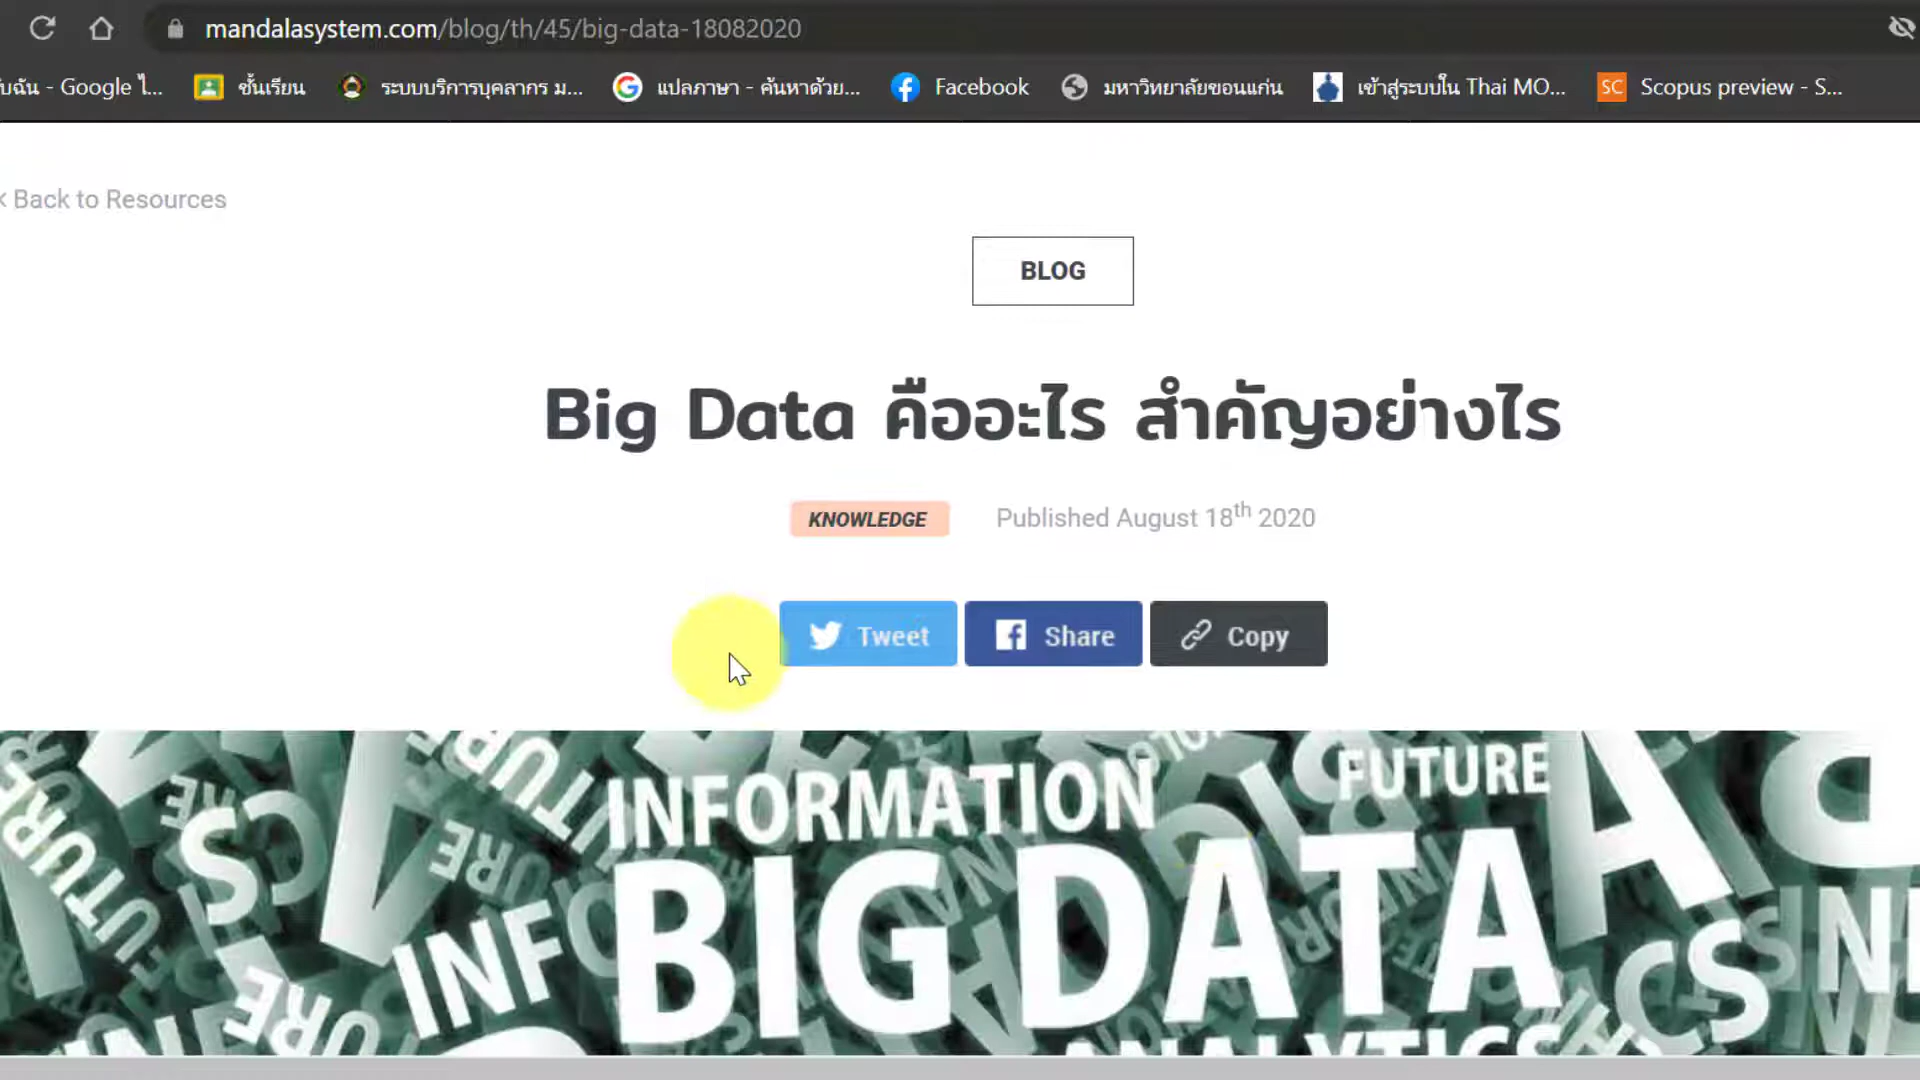 mandalasystem.com/blog/th/45/big-data-18082020
บฉัน - Google ไ... ชั้นเรียน ระบบบริการบุคลากร ม... แปลภาษา - ค้นหาด้วย... Facebook มหาวิทยาลัยขอนแก่น เข้าสู่ระบบใน Thai MO... SC Scopus preview - S...
< Back to Resources
BLOG
Big Data คืออะไร สำคัญอย่างไร
KNOWLEDGE Published August 18th 2020
Tweet Share Copy
INFORMATION FUTURE
BIG DATA
ANALYTICS